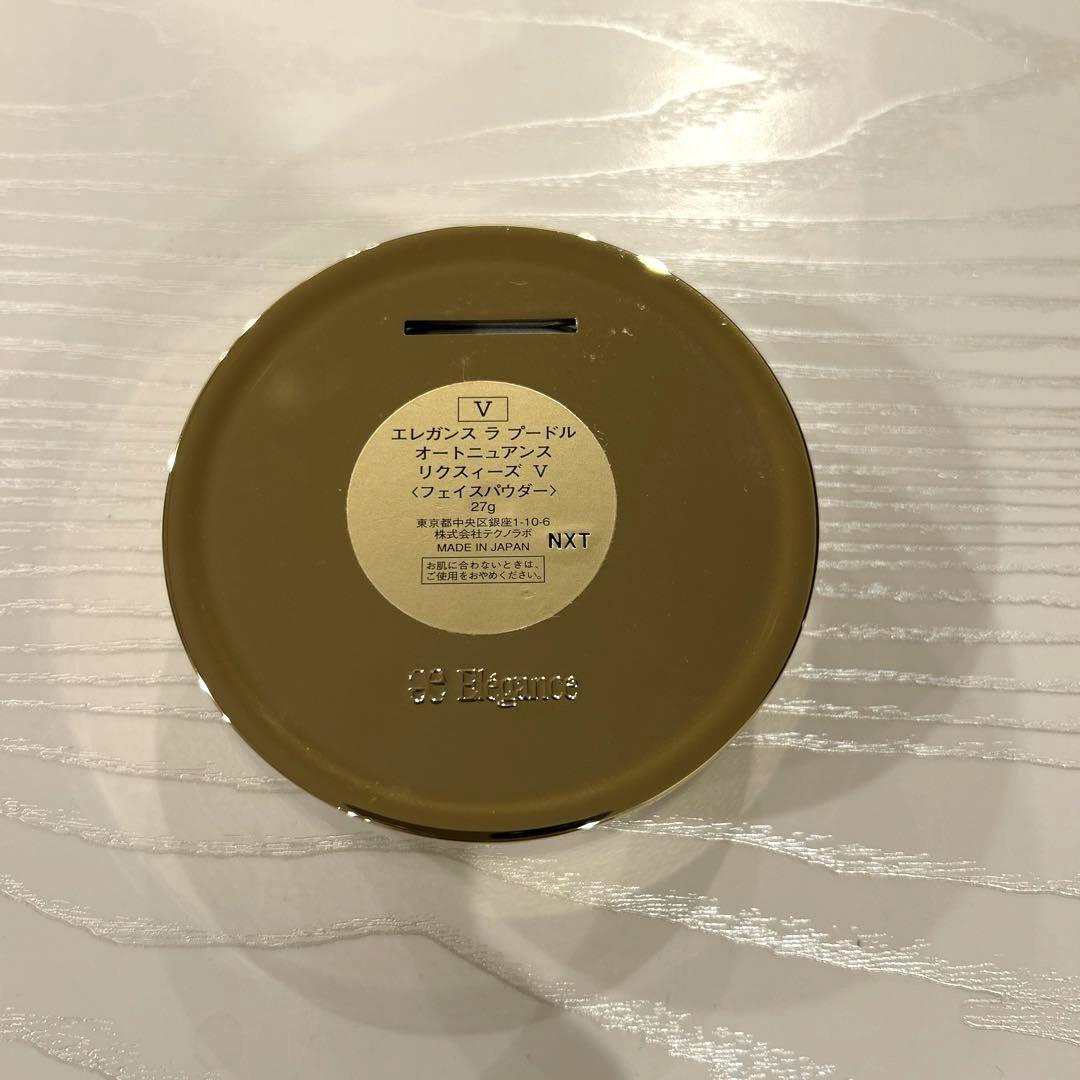 V
エレガンス ラ プードル
オートニュアンス
リクスィーズ V
〈フェイスパウダー〉
27g
東京都中央区銀座1-10-6
株式会社テクノラボ
MADE IN JAPAN NXT
お肌に合わないときは、
ご使用をおやめください。
Elégance